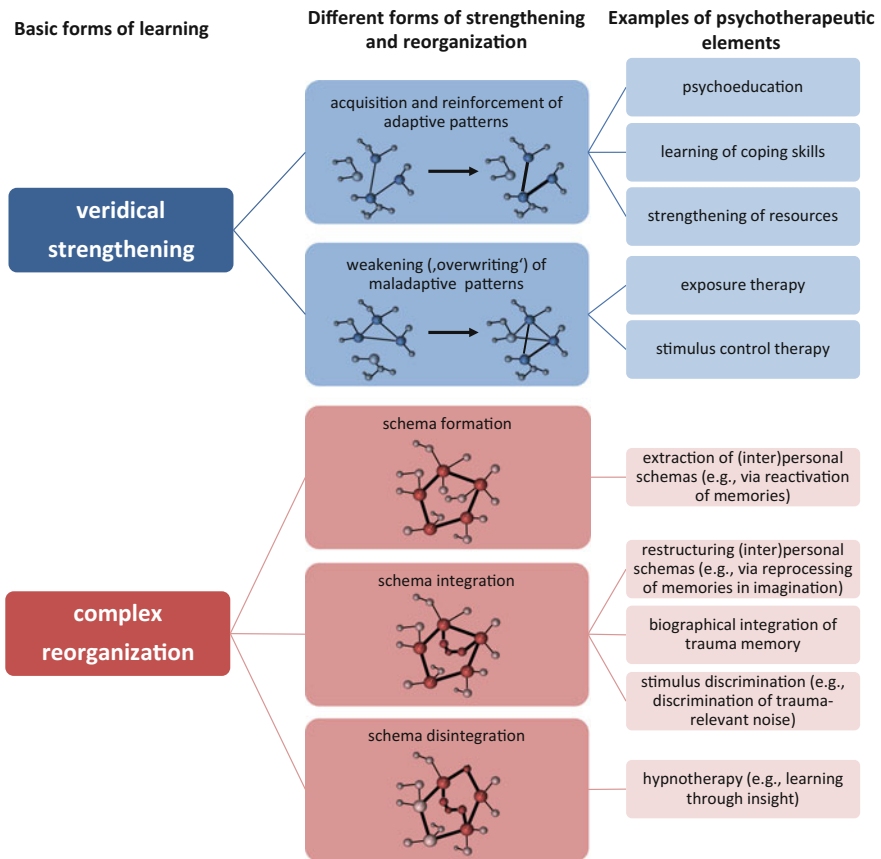 Basic forms of learning
Different forms of strengthening
and reorganization
Examples of psychotherapeutic
elements
veridical
strengthening
acquisition and reinforcement of
adaptive patterns
psychoeducation
learning of coping skills
strengthening of resources
weakening (‚overwriting‘) of
maladaptive patterns
exposure therapy
stimulus control therapy
complex
reorganization
schema formation
extraction of (inter)personal
schemas (e.g., via reactivation
of memories)
schema integration
restructuring (inter)personal
schemas (e.g., via reprocessing
of memories in imagination)
biographical integration of
trauma memory
stimulus discrimination (e.g.,
discrimination of trauma-
relevant noise)
schema disintegration
hypnotherapy (e.g., learning
through insight)